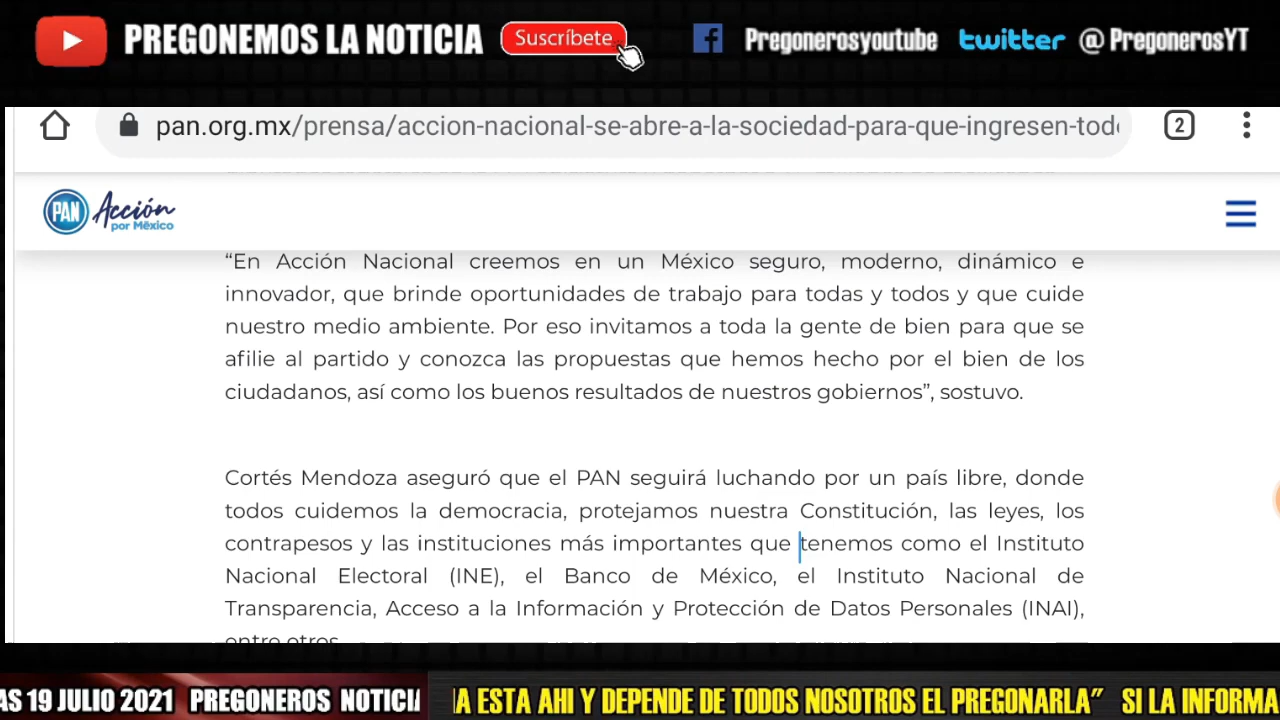 PREGONEMOS LA NOTICIA Suscríbete Pregonerosyoutube twitter @ PregonerosYT
pan.org.mx/prensa/accion-nacional-se-abre-a-la-sociedad-para-que-ingresen-tod
2
PAN Acción
por México
“En Acción Nacional creemos en un México seguro, moderno, dinámico e
innovador, que brinde oportunidades de trabajo para todas y todos y que cuide
nuestro medio ambiente. Por eso invitamos a toda la gente de bien para que se
afilie al partido y conozca las propuestas que hemos hecho por el bien de los
ciudadanos, así como los buenos resultados de nuestros gobiernos”, sostuvo.
Cortés Mendoza aseguró que el PAN seguirá luchando por un país libre, donde
todos cuidemos la democracia, protejamos nuestra Constitución, las leyes, los
contrapesos y las instituciones más importantes que tenemos como el Instituto
Nacional Electoral (INE), el Banco de México, el Instituto Nacional de
Transparencia, Acceso a la Información y Protección de Datos Personales (INAI),
entre otros.
AS 19 JULIO 2021 PREGONEROS NOTICI A ESTA AHI Y DEPENDE DE TODOS NOSOTROS EL PREGONARLA” SI LA INFORMA